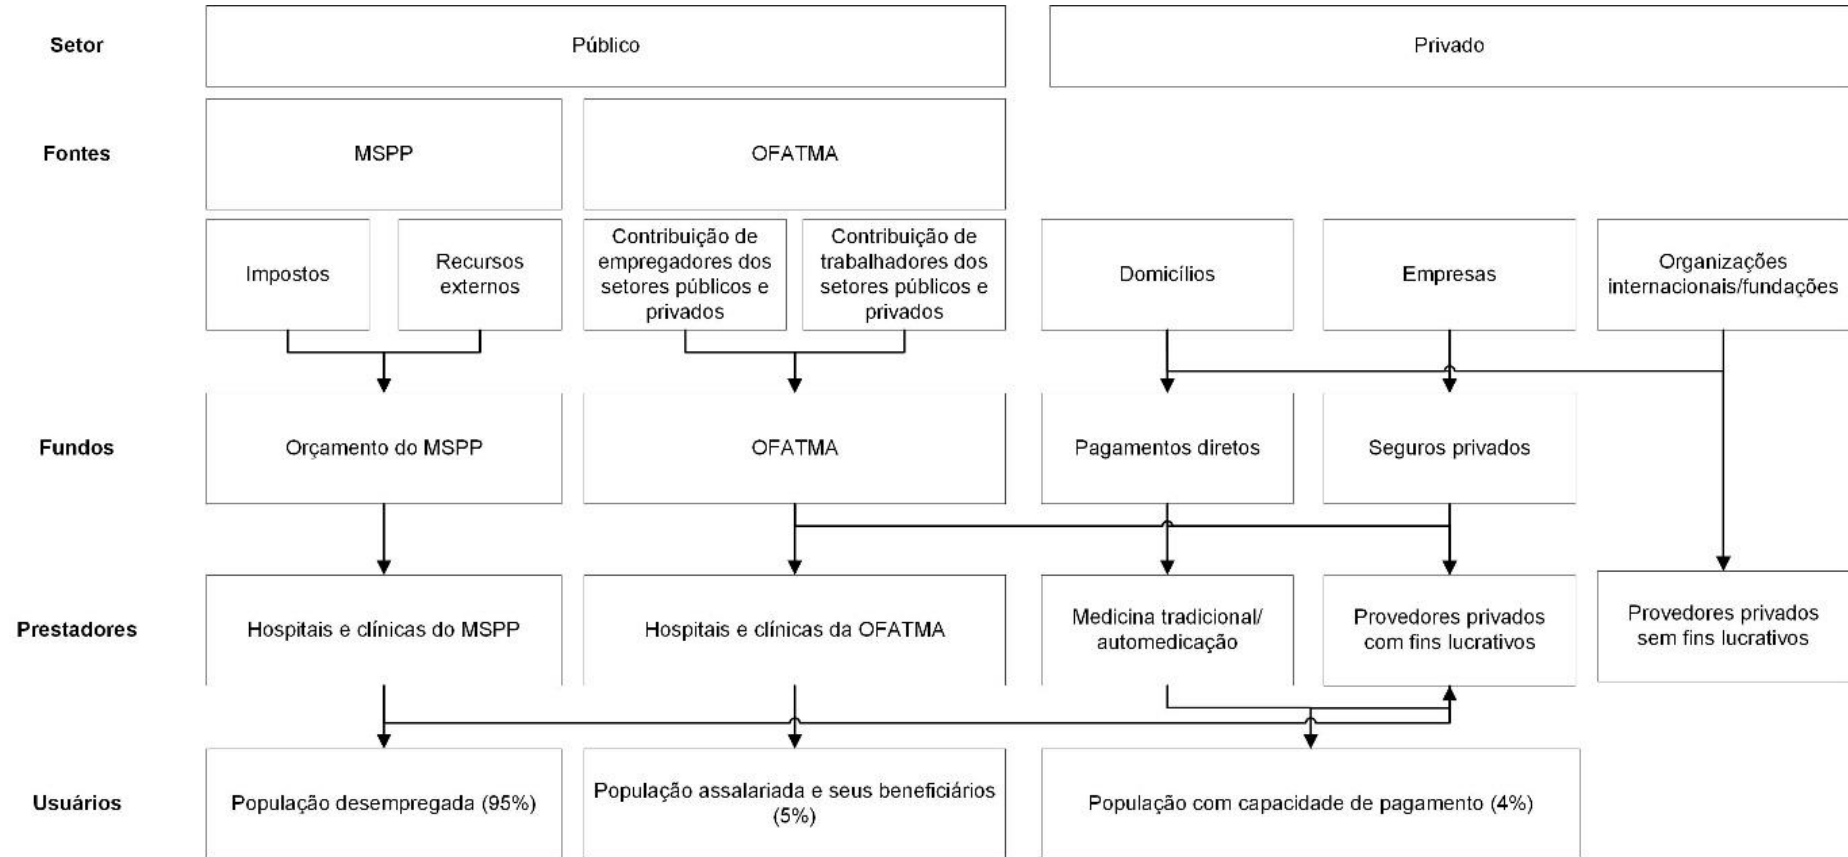 Setor
Público
Privado
Fontes
MSPP
OFATMA
Impostos
Recursos
externos
Contribuição de
empregadores dos
setores públicos e
privados
Contribuição de
trabalhadores dos
setores públicos e
privados
Domicílios
Empresas
Organizações
internacionais/fundações
Fundos
Orçamento do MSPP
OFATMA
Pagamentos diretos
Seguros privados
Prestadores
Hospitais e clínicas do MSPP
Hospitais e clínicas da OFATMA
Medicina tradicional/
automedicação
Provedores privados
com fins lucrativos
Provedores privados
sem fins lucrativos
Usuários
População desempregada (95%)
População assalariada e seus beneficiários
(5%)
População com capacidade de pagamento (4%)